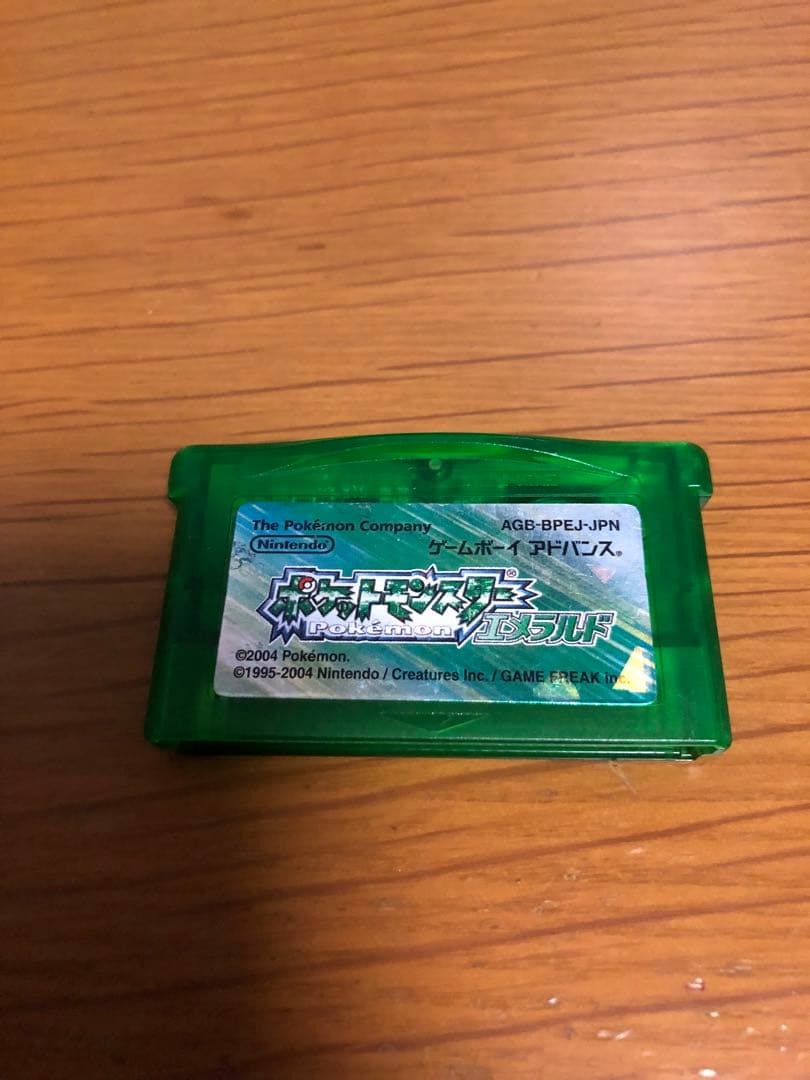 The Pokémon Company AGB-BPEJ-JPN
Nintendo® ゲームボーイ アドバンス®
ポケットモンスター®
Pokémon エメラルド
©2004 Pokémon.
©1995-2004 Nintendo / Creatures Inc. / GAME FREAK inc.